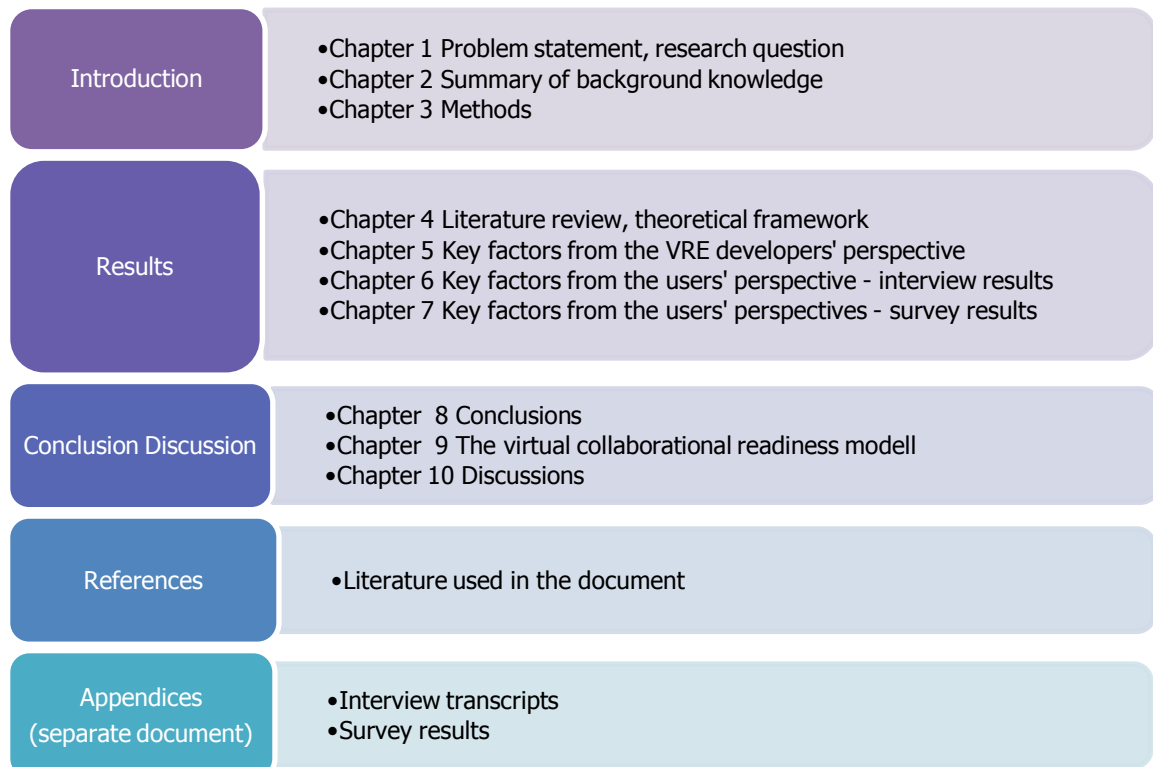 Introduction
•Chapter 1 Problem statement, research question
•Chapter 2 Summary of background knowledge
•Chapter 3 Methods
Results
•Chapter 4 Literature review, theoretical framework
•Chapter 5 Key factors from the VRE developers' perspective
•Chapter 6 Key factors from the users' perspective - interview results
•Chapter 7 Key factors from the users' perspectives - survey results
Conclusion Discussion
•Chapter 8 Conclusions
•Chapter 9 The virtual collaborational readiness modell
•Chapter 10 Discussions
References
•Literature used in the document
Appendices
(separate document)
•Interview transcripts
•Survey results